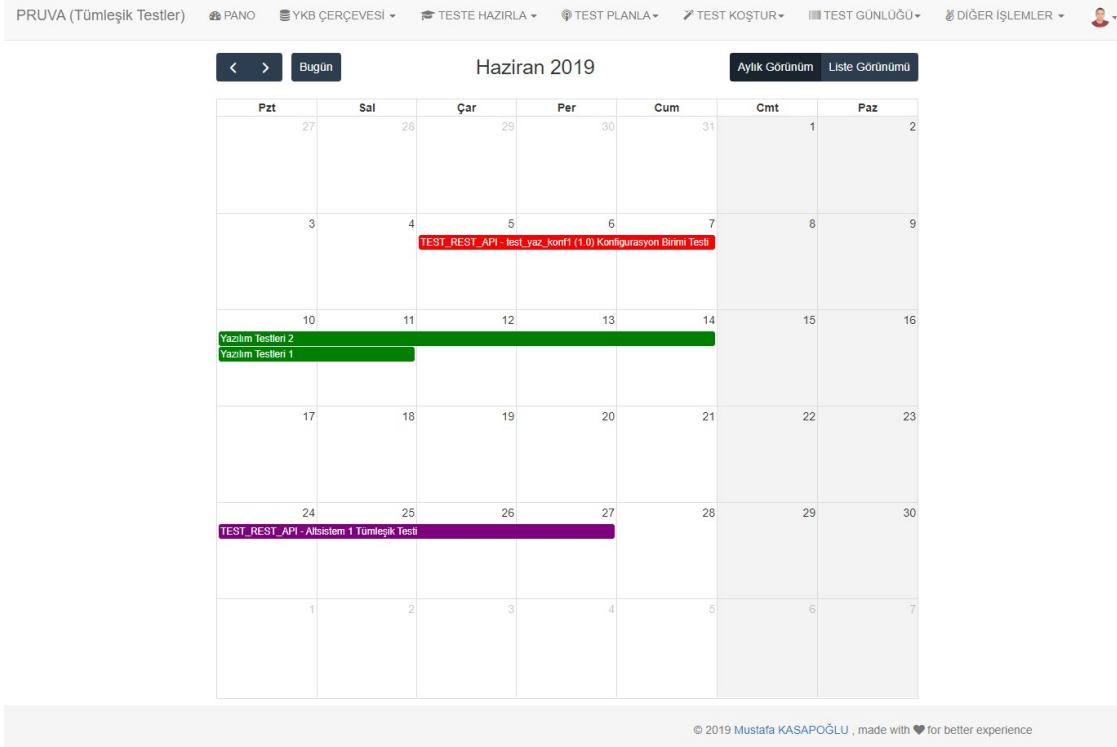 PRUVA (Tümleşik Testler) PANO YKB ÇERÇEVESİ TESTE HAZIRLA TEST PLANLA TEST KOŞTUR TEST GÜNLÜĞÜ DİĞER İŞLEMLER
Bugün Haziran 2019 Aylık Görünüm Liste Görünümü
Pzt Sal Çar Per Cum Cmt Paz
27 28 29 30 31 1 2
3 4 5 6 7 8 9
TEST_REST_API - test_yaz_konf1 (1.0) Konfigurasyon Birimi Testi
10 11 12 13 14 15 16
Yazılım Testleri 2
Yazılım Testleri 1
17 18 19 20 21 22 23
24 25 26 27 28 29 30
TEST_REST_API - Altsistem 1 Tümleşik Testi
1 2 3 4 5 6 7
© 2019 Mustafa KASAPOĞLU , made with ♥ for better experience